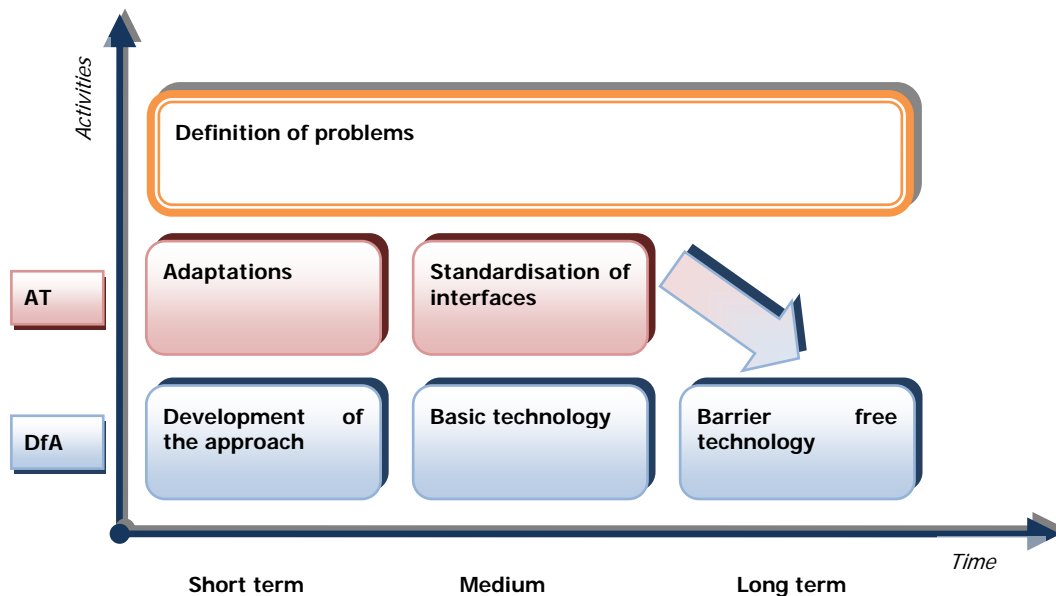 Activities
Definition of problems
AT
Adaptations
Standardisation of
interfaces
DfA
Development of
the approach
Basic technology
Barrier free
technology
Time
Short term
Medium
Long term